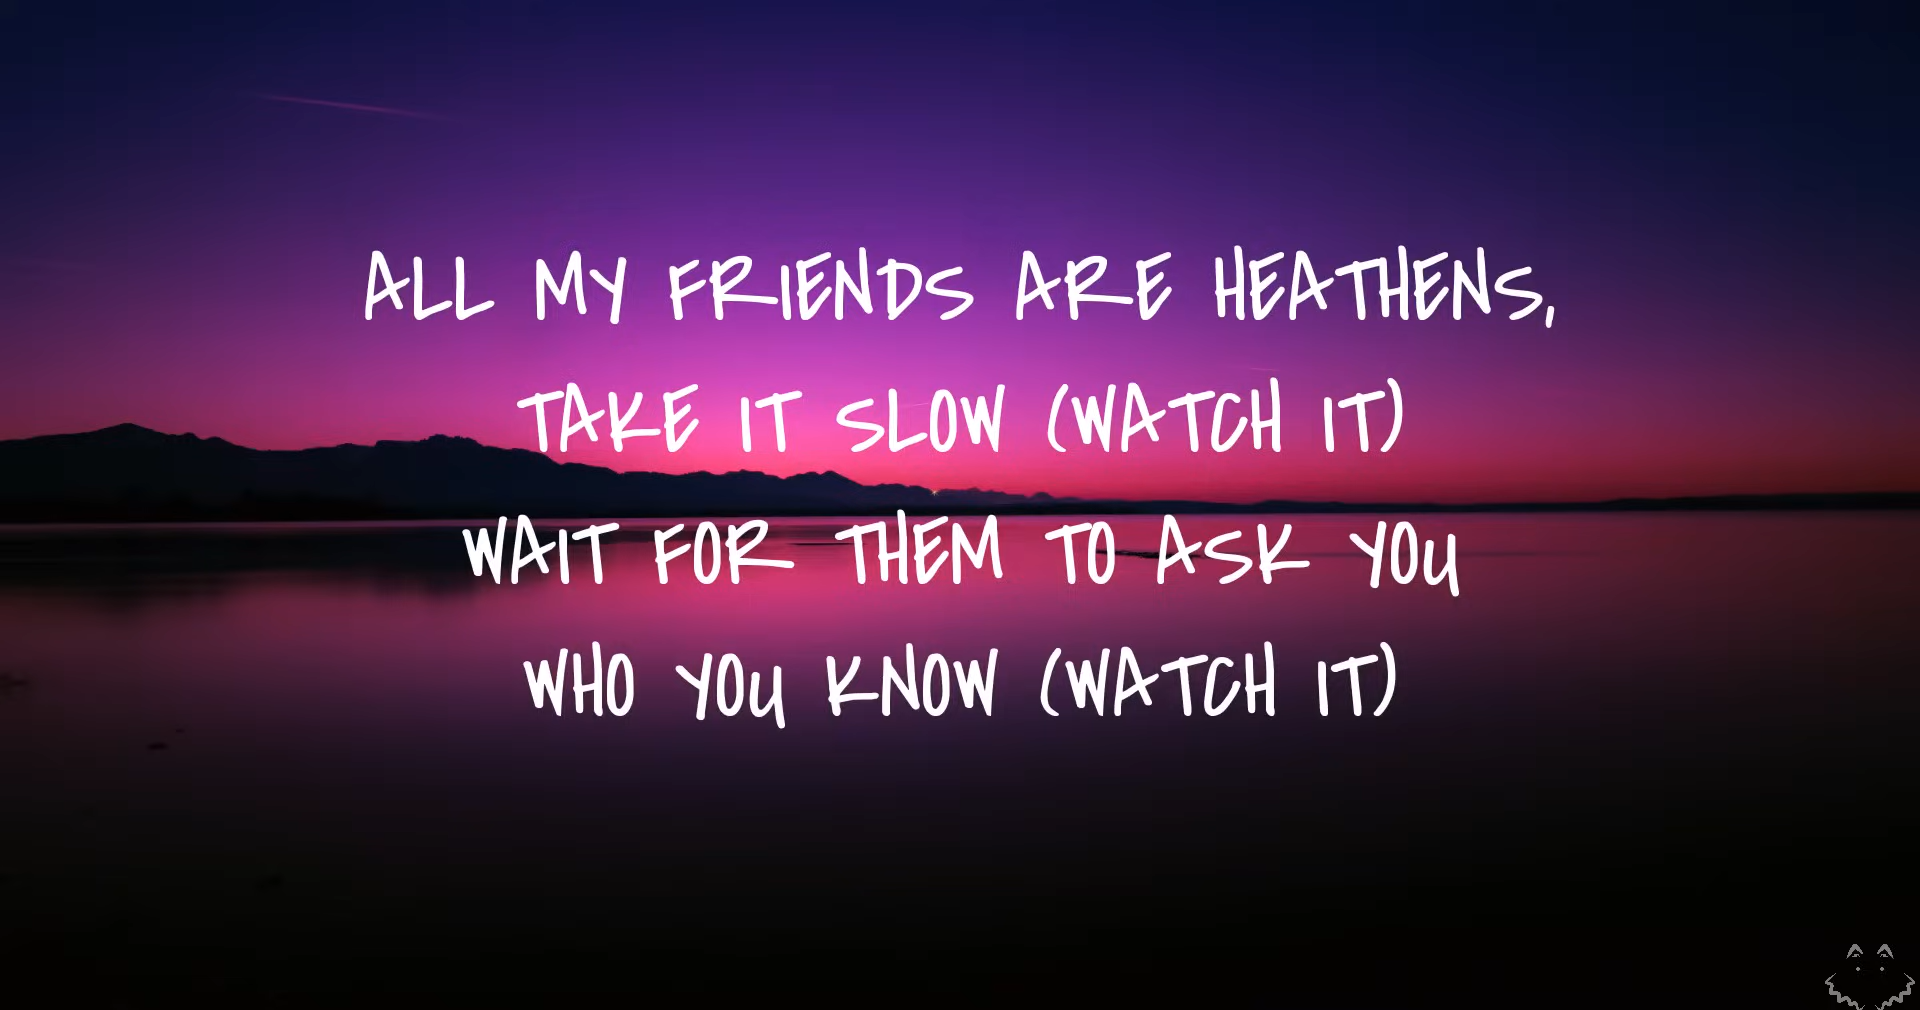 ALL MY FRIENDS ARE HEATHENS,
TAKE IT SLOW (WATCH IT)
WAIT FOR THEM TO ASK YOU
WHO YOU KNOW (WATCH IT)